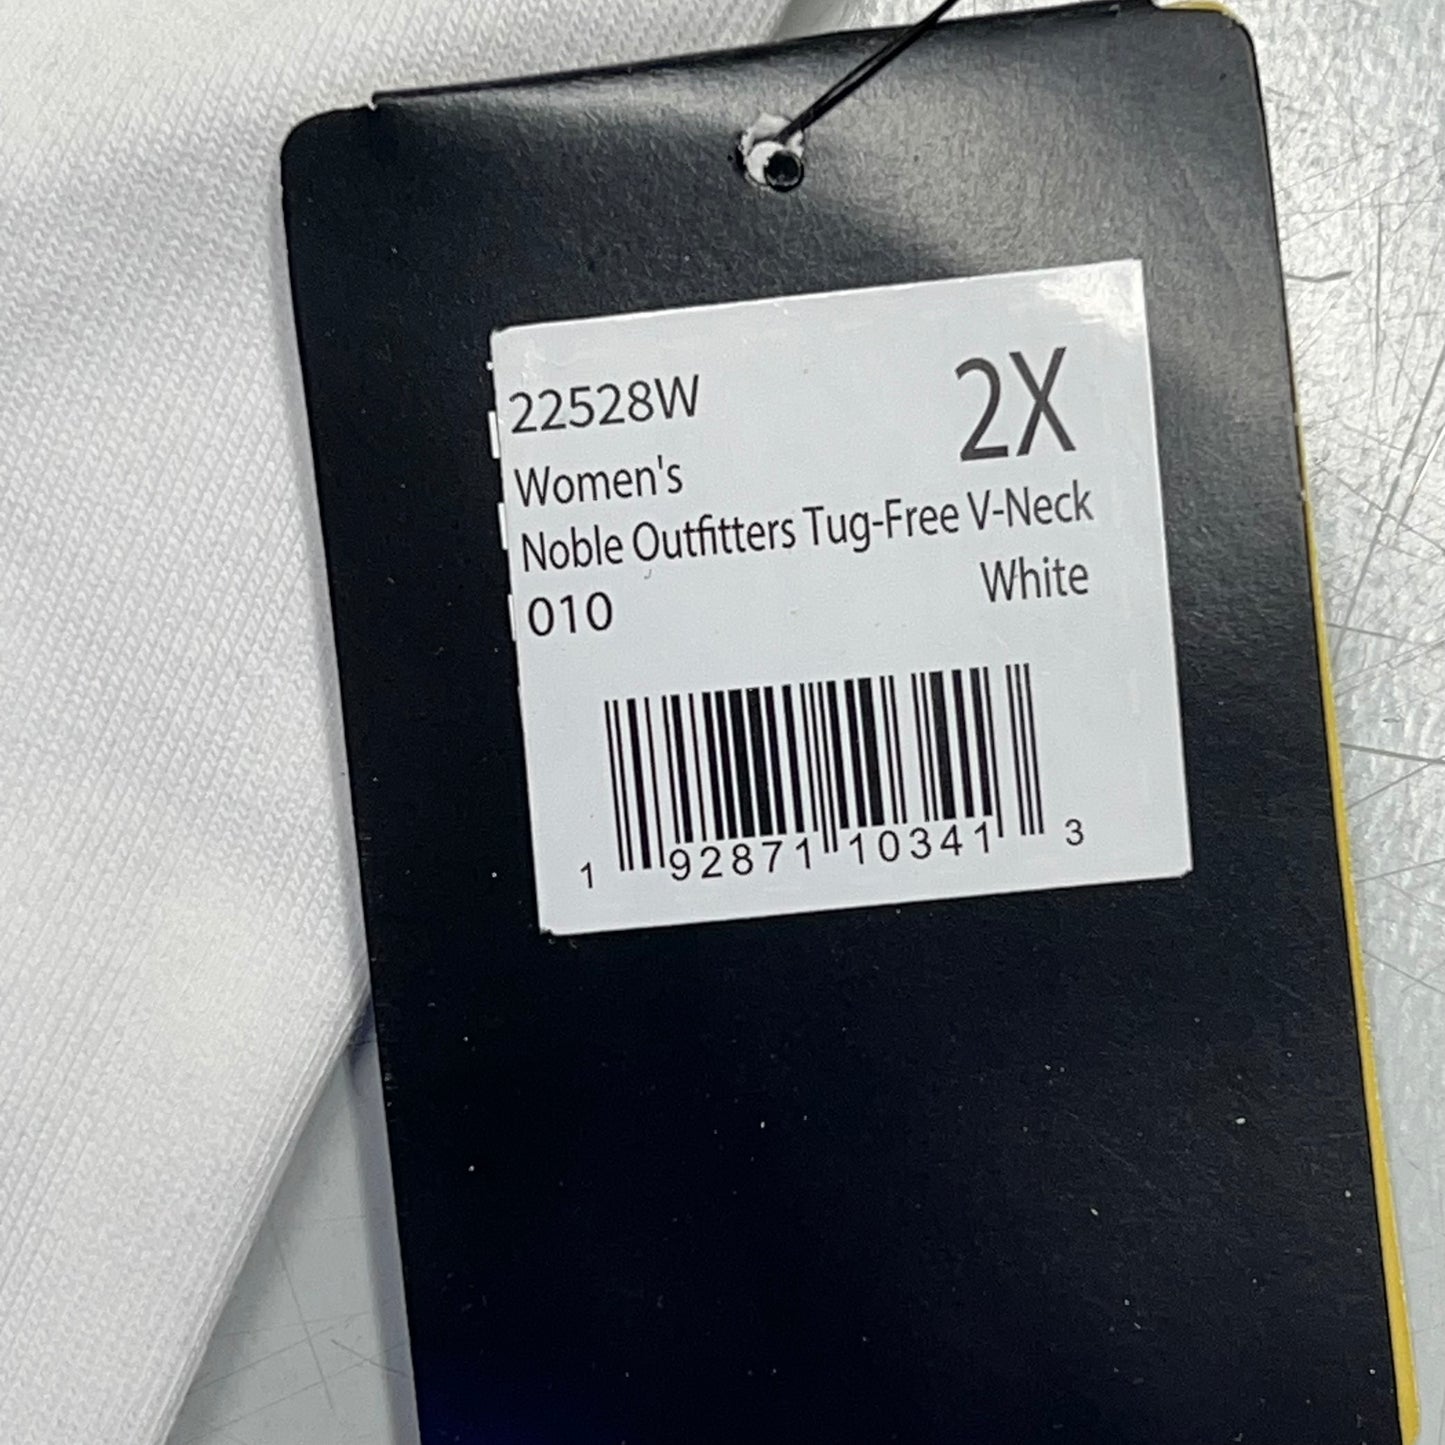 22528W 2X
Women's
Noble Outfitters Tug-Free V-Neck
010 White
1 92871 10341 3